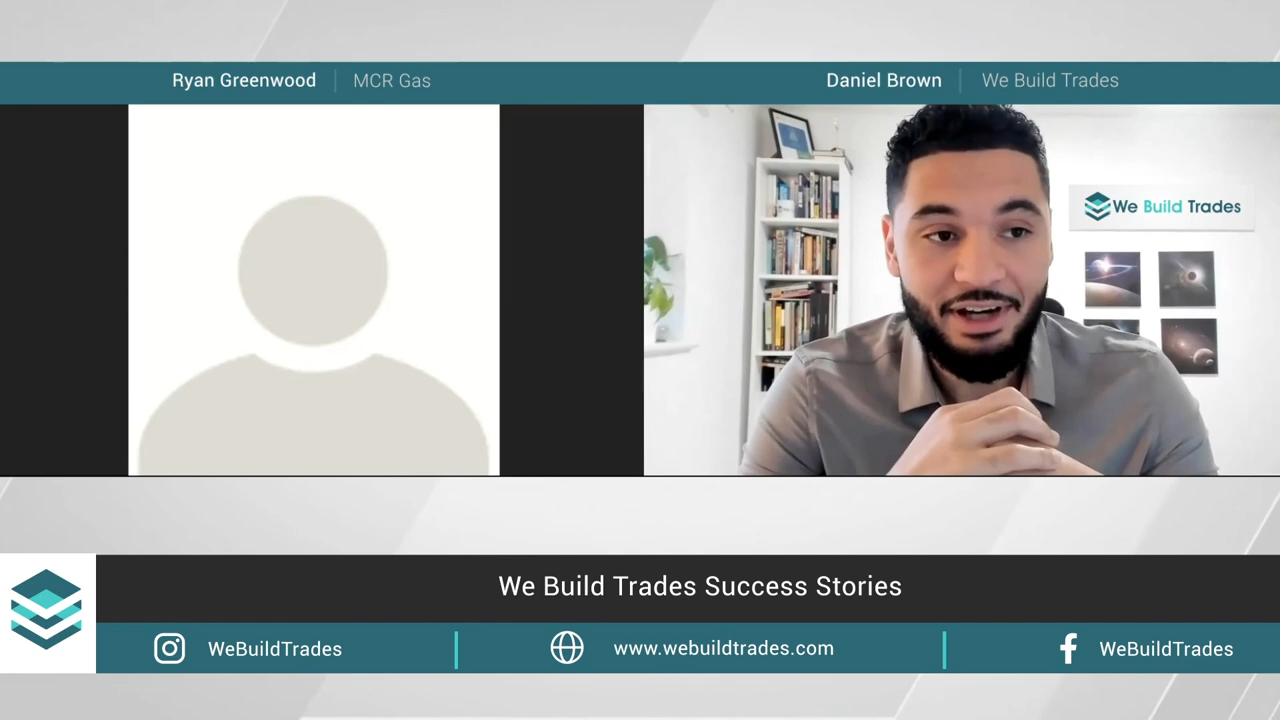 Ryan Greenwood | MCR Gas
Daniel Brown | We Build Trades
We Build Trades
We Build Trades Success Stories
WeBuildTrades
www.webuildtrades.com
WeBuildTrades